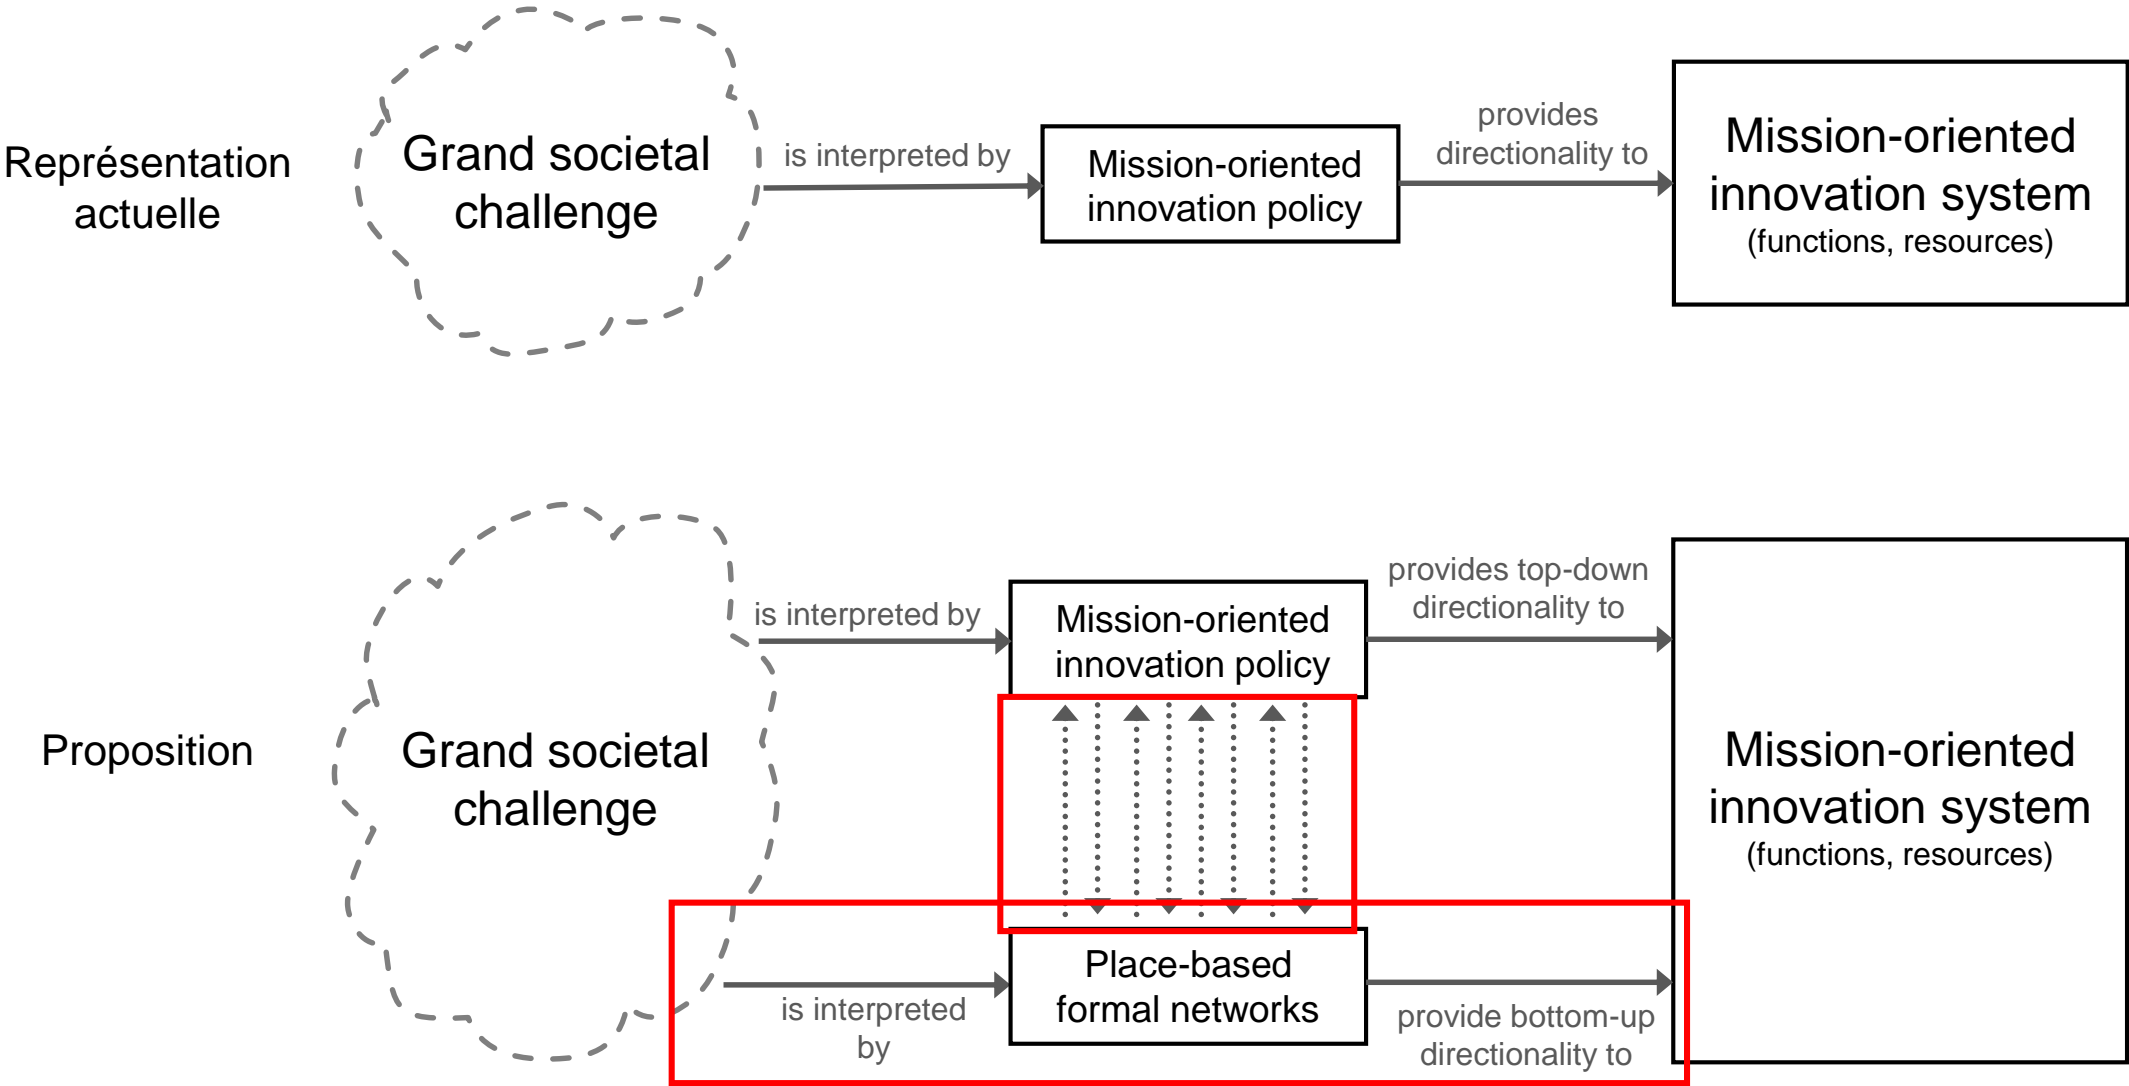 Représentation
actuelle
Grand societal
challenge
is interpreted by
Mission-oriented
innovation policy
provides
directionality to
Mission-oriented
innovation system
(functions, resources)
Proposition
Grand societal
challenge
is interpreted by
Mission-oriented
innovation policy
provides top-down
directionality to
Mission-oriented
innovation system
(functions, resources)
is interpreted
by
Place-based
formal networks
provide bottom-up
directionality to